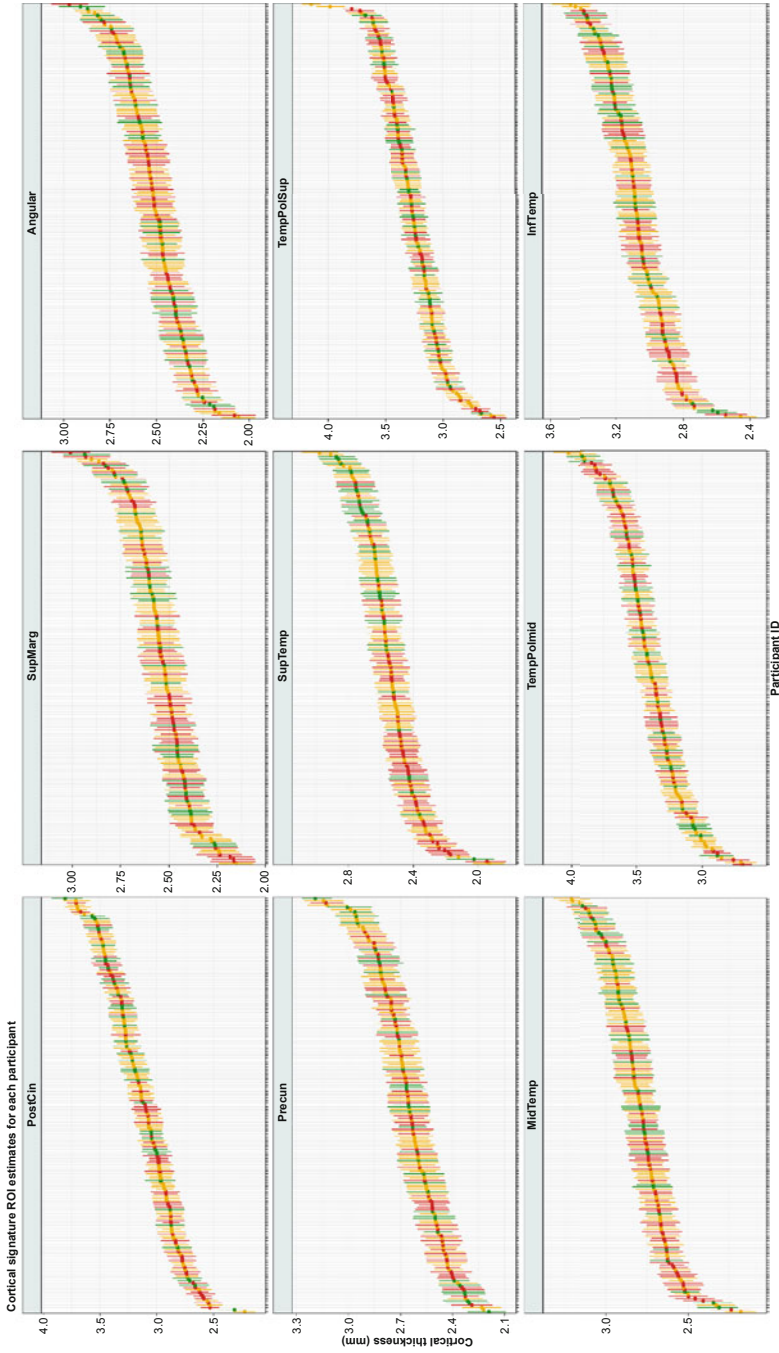 Cortical signature ROI estimates for each participant
PostCin
4.0
3.5
3.0
2.5
SupMarg
3.00
2.75
2.50
2.25
2.00
Angular
3.00
2.75
2.50
2.25
2.00
Cortical thickness (mm)
Precun
3.3
3.0
2.7
2.4
2.1
SupTemp
2.8
2.4
2.0
TempPolSup
4.0
3.5
3.0
2.5
MidTemp
3.0
2.5
TempPolmid
4.0
3.5
3.0
InfTemp
3.6
3.2
2.8
2.4
Participant ID